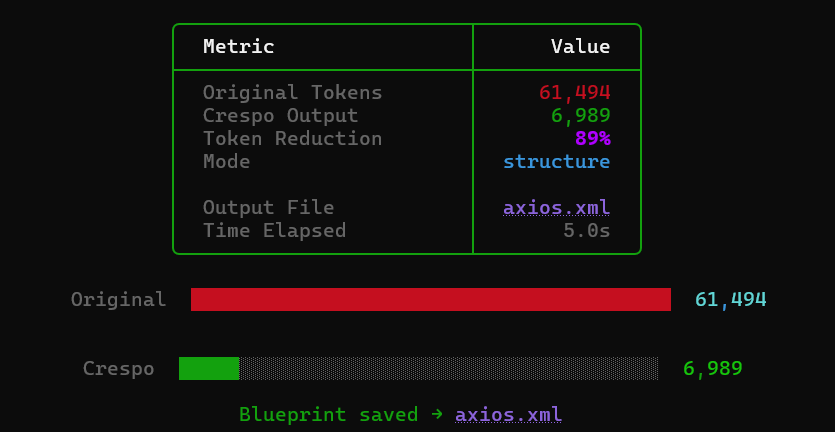 Metric Value
Original Tokens 61,494
Crespo Output 6,989
Token Reduction 89%
Mode structure
Output File axios.xml
Time Elapsed 5.0s
Original 61,494
Crespo 6,989
Blueprint saved → axios.xml